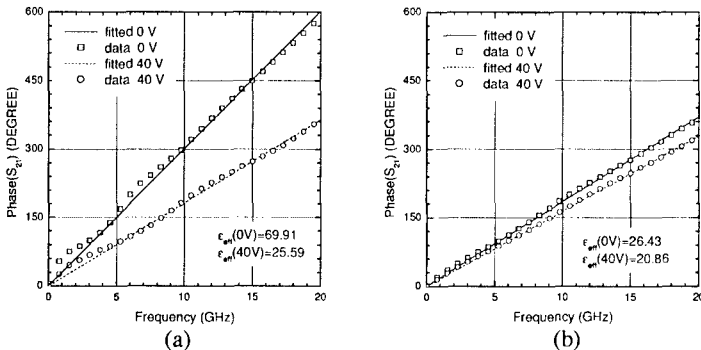 600
450
300
150
0
Phase(S₂₁) (DEGREE)
fitted 0 V
data 0 V
fitted 40 V
data 40 V
εeff(0V)=69.91
εeff(40V)=25.59
0 5 10 15 20
Frequency (GHz)
(a)
600
450
300
150
0
Phase(S₂₁) (DEGREE)
fitted 0 V
data 0 V
fitted 40 V
data 40 V
εeff(0V)=26.43
εeff(40V)=20.86
0 5 10 15 20
Frequency (GHz)
(b)